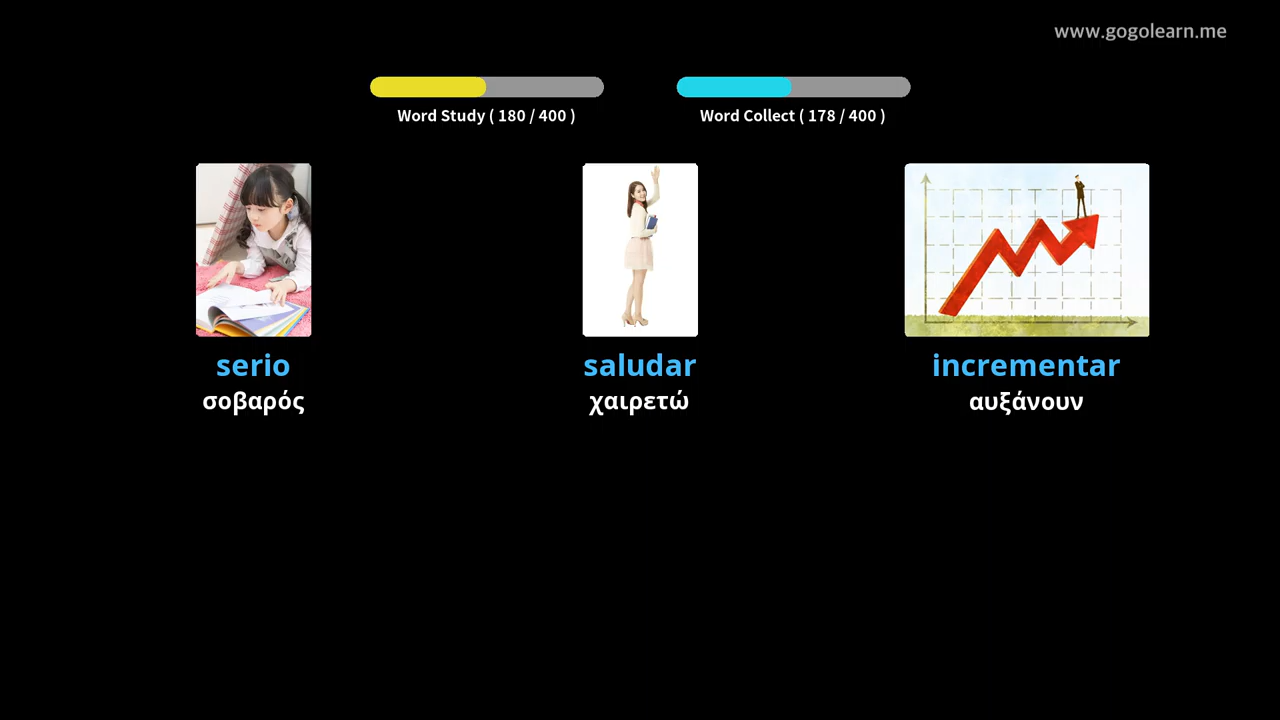 www.gogolearn.me
Word Study ( 180 / 400 )
Word Collect ( 178 / 400 )
serio
σοβαρός
saludar
χαιρετώ
incrementar
αυξάνουν